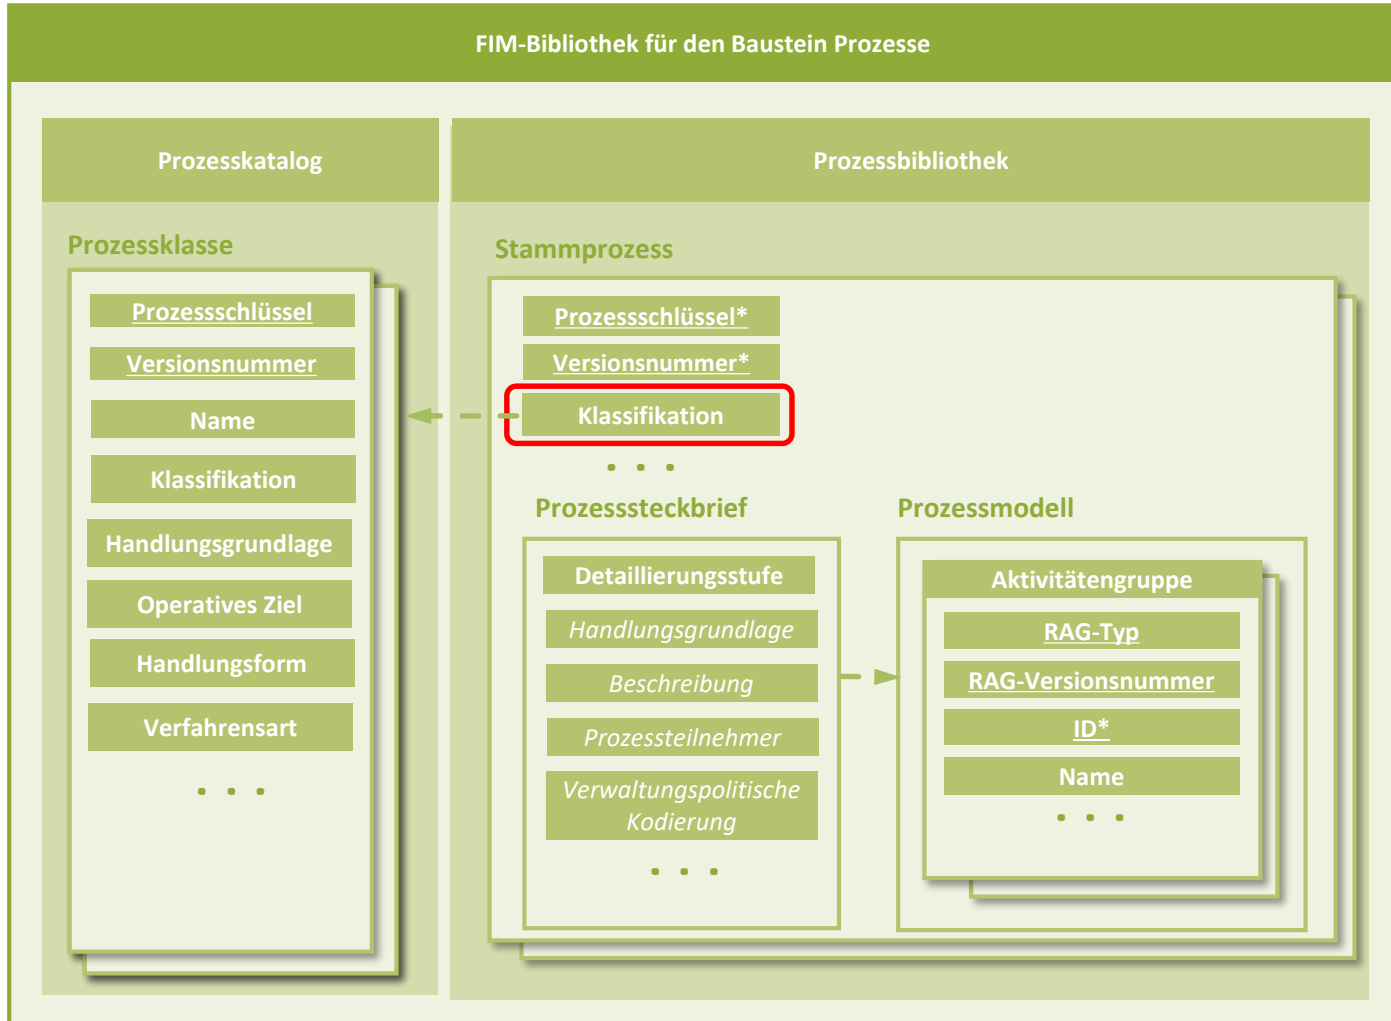 FIM-Bibliothek für den Baustein Prozesse
Prozesskatalog
Prozessklasse
Prozessschlüssel
Versionsnummer
Name
Klassifikation
Handlungsgrundlage
Operatives Ziel
Handlungsform
Verfahrensart
. . .
Prozessbibliothek
Stammprozess
Prozessschlüssel*
Versionsnummer*
Klassifikation
. . .
Prozesssteckbrief
Detaillierungsstufe
Handlungsgrundlage
Beschreibung
Prozessteilnehmer
Verwaltungspolitische
Kodierung
. . .
Prozessmodell
Aktivitätengruppe
RAG-Typ
RAG-Versionsnummer
ID*
Name
. . .